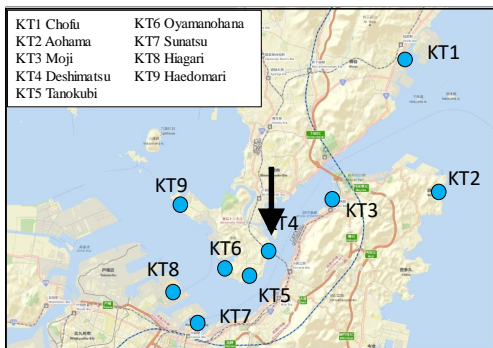 KT1 Chofu
KT2 Aohama
KT3 Moji
KT4 Deshimatsu
KT5 Tanokubi
KT6 Oyamanohana
KT7 Sunatsu
KT8 Hiagari
KT9 Haedomari
KT1
KT2
KT9
KT3
KT4
KT6
KT8
KT5
KT7